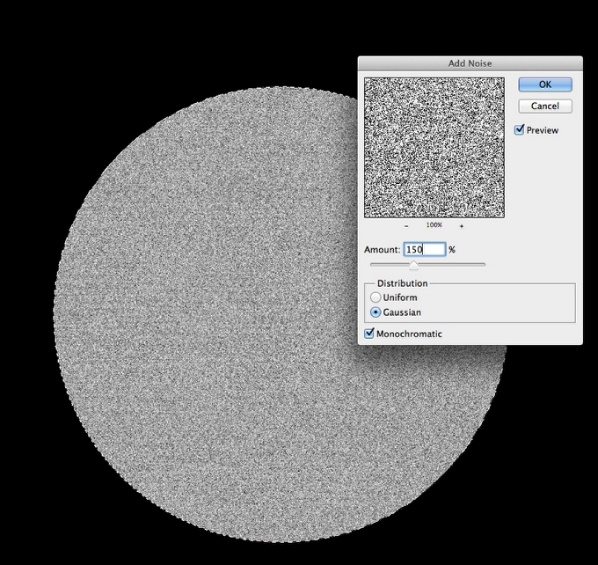 Add Noise
OK
Cancel
Preview
- 100% +
Amount: 150 %
Distribution
Uniform
Gaussian
Monochromatic